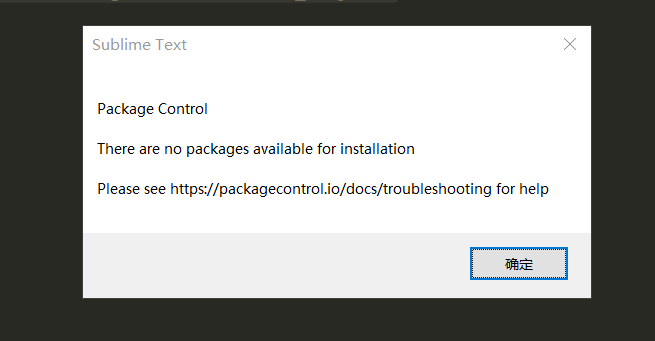 Sublime Text
Package Control
There are no packages available for installation
Please see https://packagecontrol.io/docs/troubleshooting for help
确定